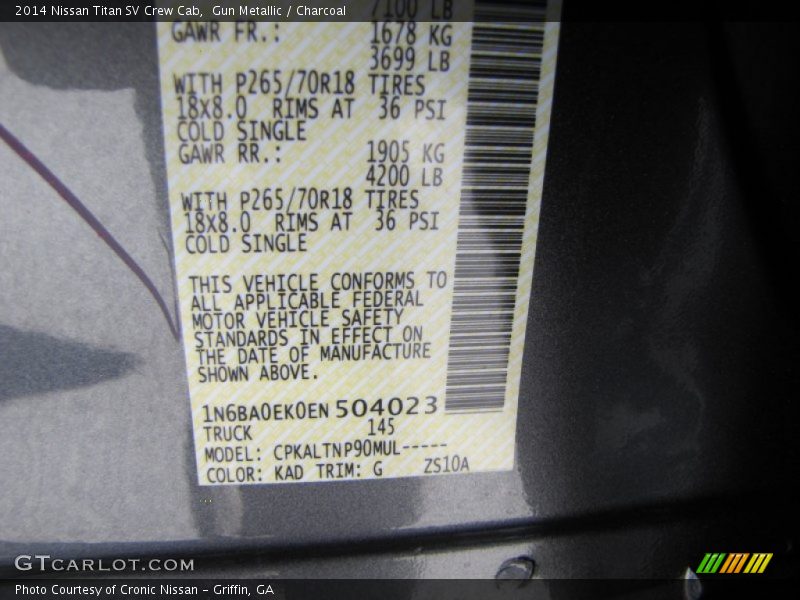 2014 Nissan Titan SV Crew Cab, Gun Metallic / Charcoal
7100 LB
GAWR FR.: 1678 KG
3699 LB
WITH P265/70R18 TIRES
18X8.0 RIMS AT 36 PSI
COLD SINGLE
GAWR RR.: 1905 KG
4200 LB
WITH P265/70R18 TIRES
18X8.0 RIMS AT 36 PSI
COLD SINGLE
THIS VEHICLE CONFORMS TO
ALL APPLICABLE FEDERAL
MOTOR VEHICLE SAFETY
STANDARDS IN EFFECT ON
THE DATE OF MANUFACTURE
SHOWN ABOVE.
1N6BA0EK0EN 504023
TRUCK 145
MODEL: CPKALTNP90MUL-----
COLOR: KAD TRIM: G ZS10A
GTCARLOT.COM
Photo Courtesy of Cronic Nissan - Griffin, GA